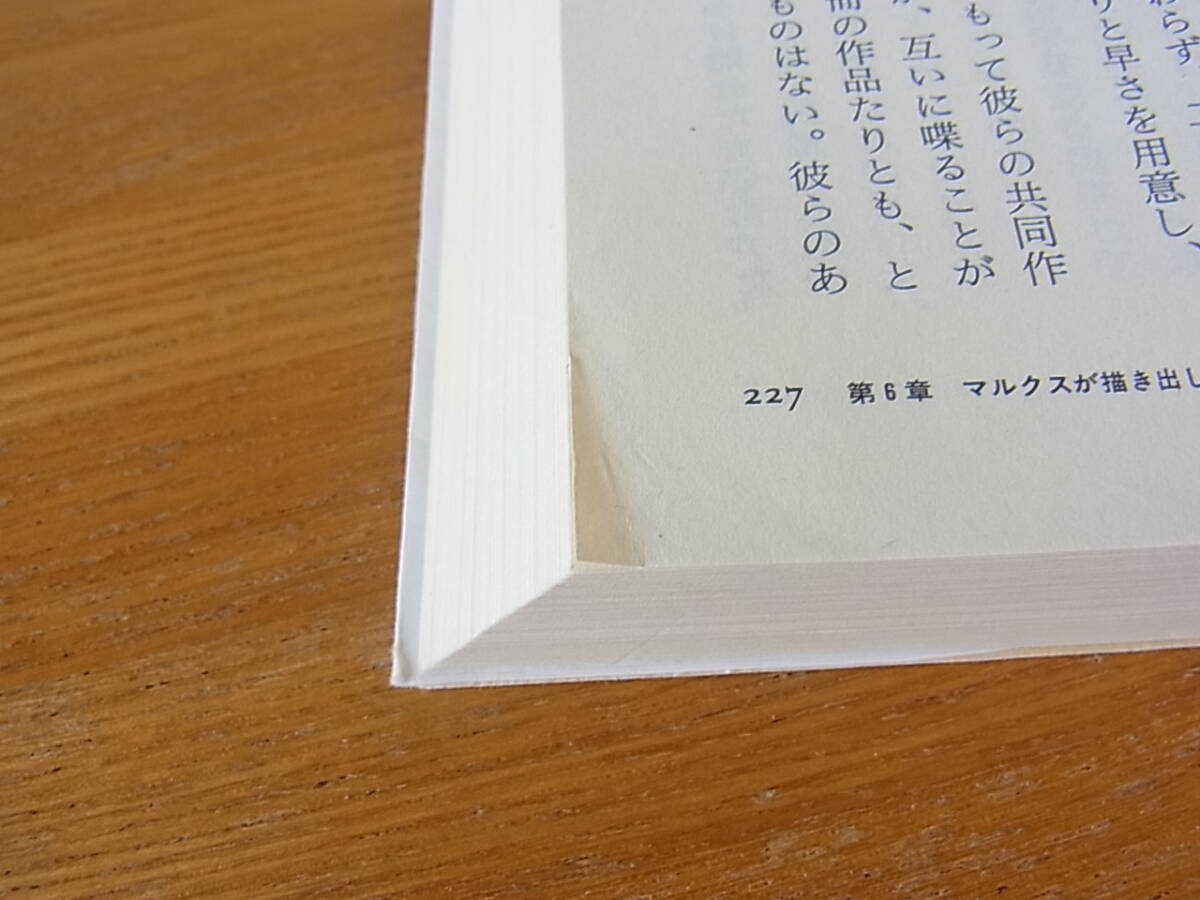 わらず、
りと早さを用意し、
もって彼らの共同作
、互いに喋ることが
冊の作品たりとも、と
ものはない。彼らのあ
227 第6章 マルクスが描き出し